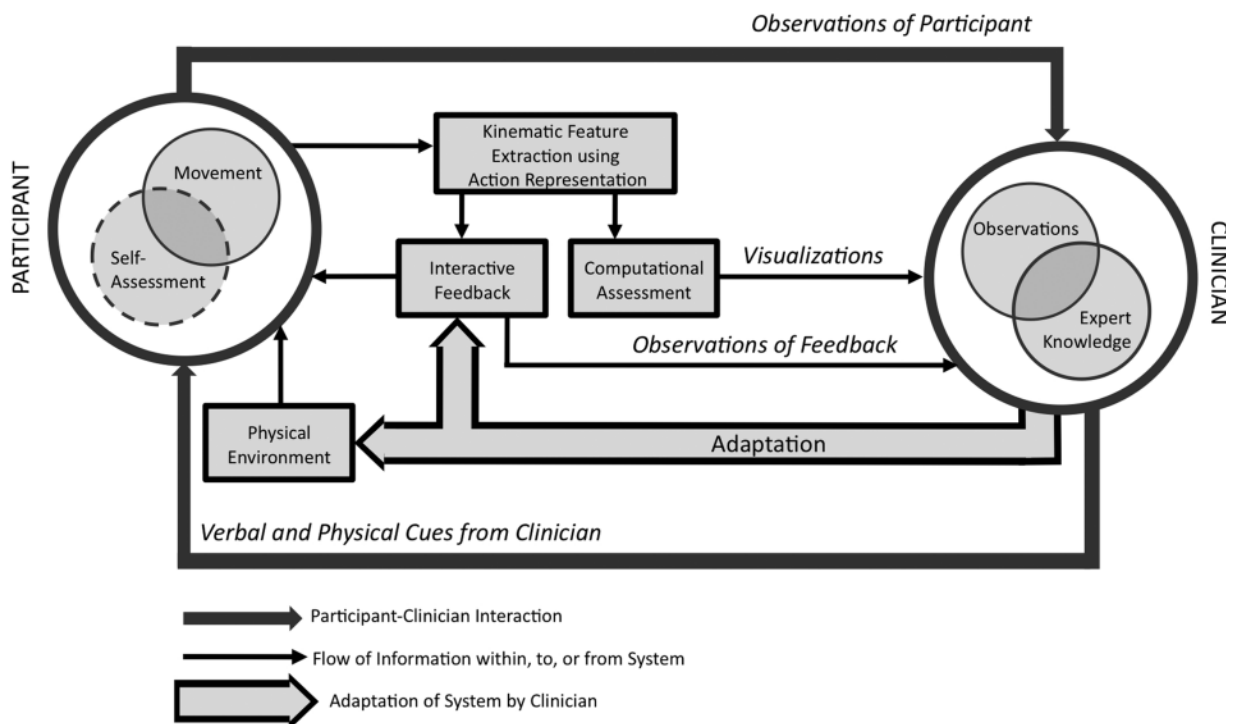 Observations of Participant
PARTICIPANT
Movement
Self-
Assessment
Kinematic Feature
Extraction using
Action Representation
Interactive
Feedback
Computational
Assessment
Visualizations
Observations of Feedback
Observations
Expert
Knowledge
CLINICIAN
Physical
Environment
Adaptation
Verbal and Physical Cues from Clinician
Participant-Clinician Interaction
Flow of Information within, to, or from System
Adaptation of System by Clinician